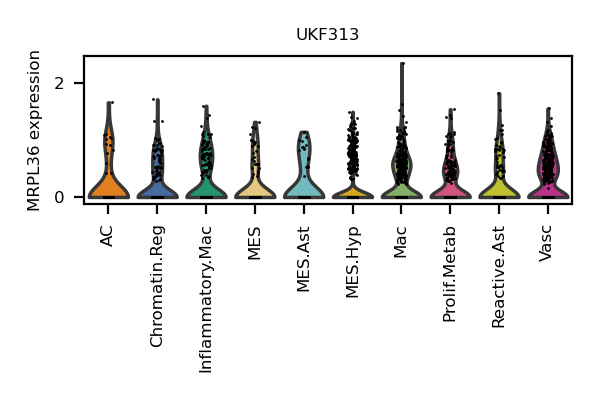 UKF313
MRPL36 expression
2
0
AC
Chromatin.Reg
Inflammatory.Mac
MES
MES.Ast
MES.Hyp
Mac
Prolif.Metab
Reactive.Ast
Vasc